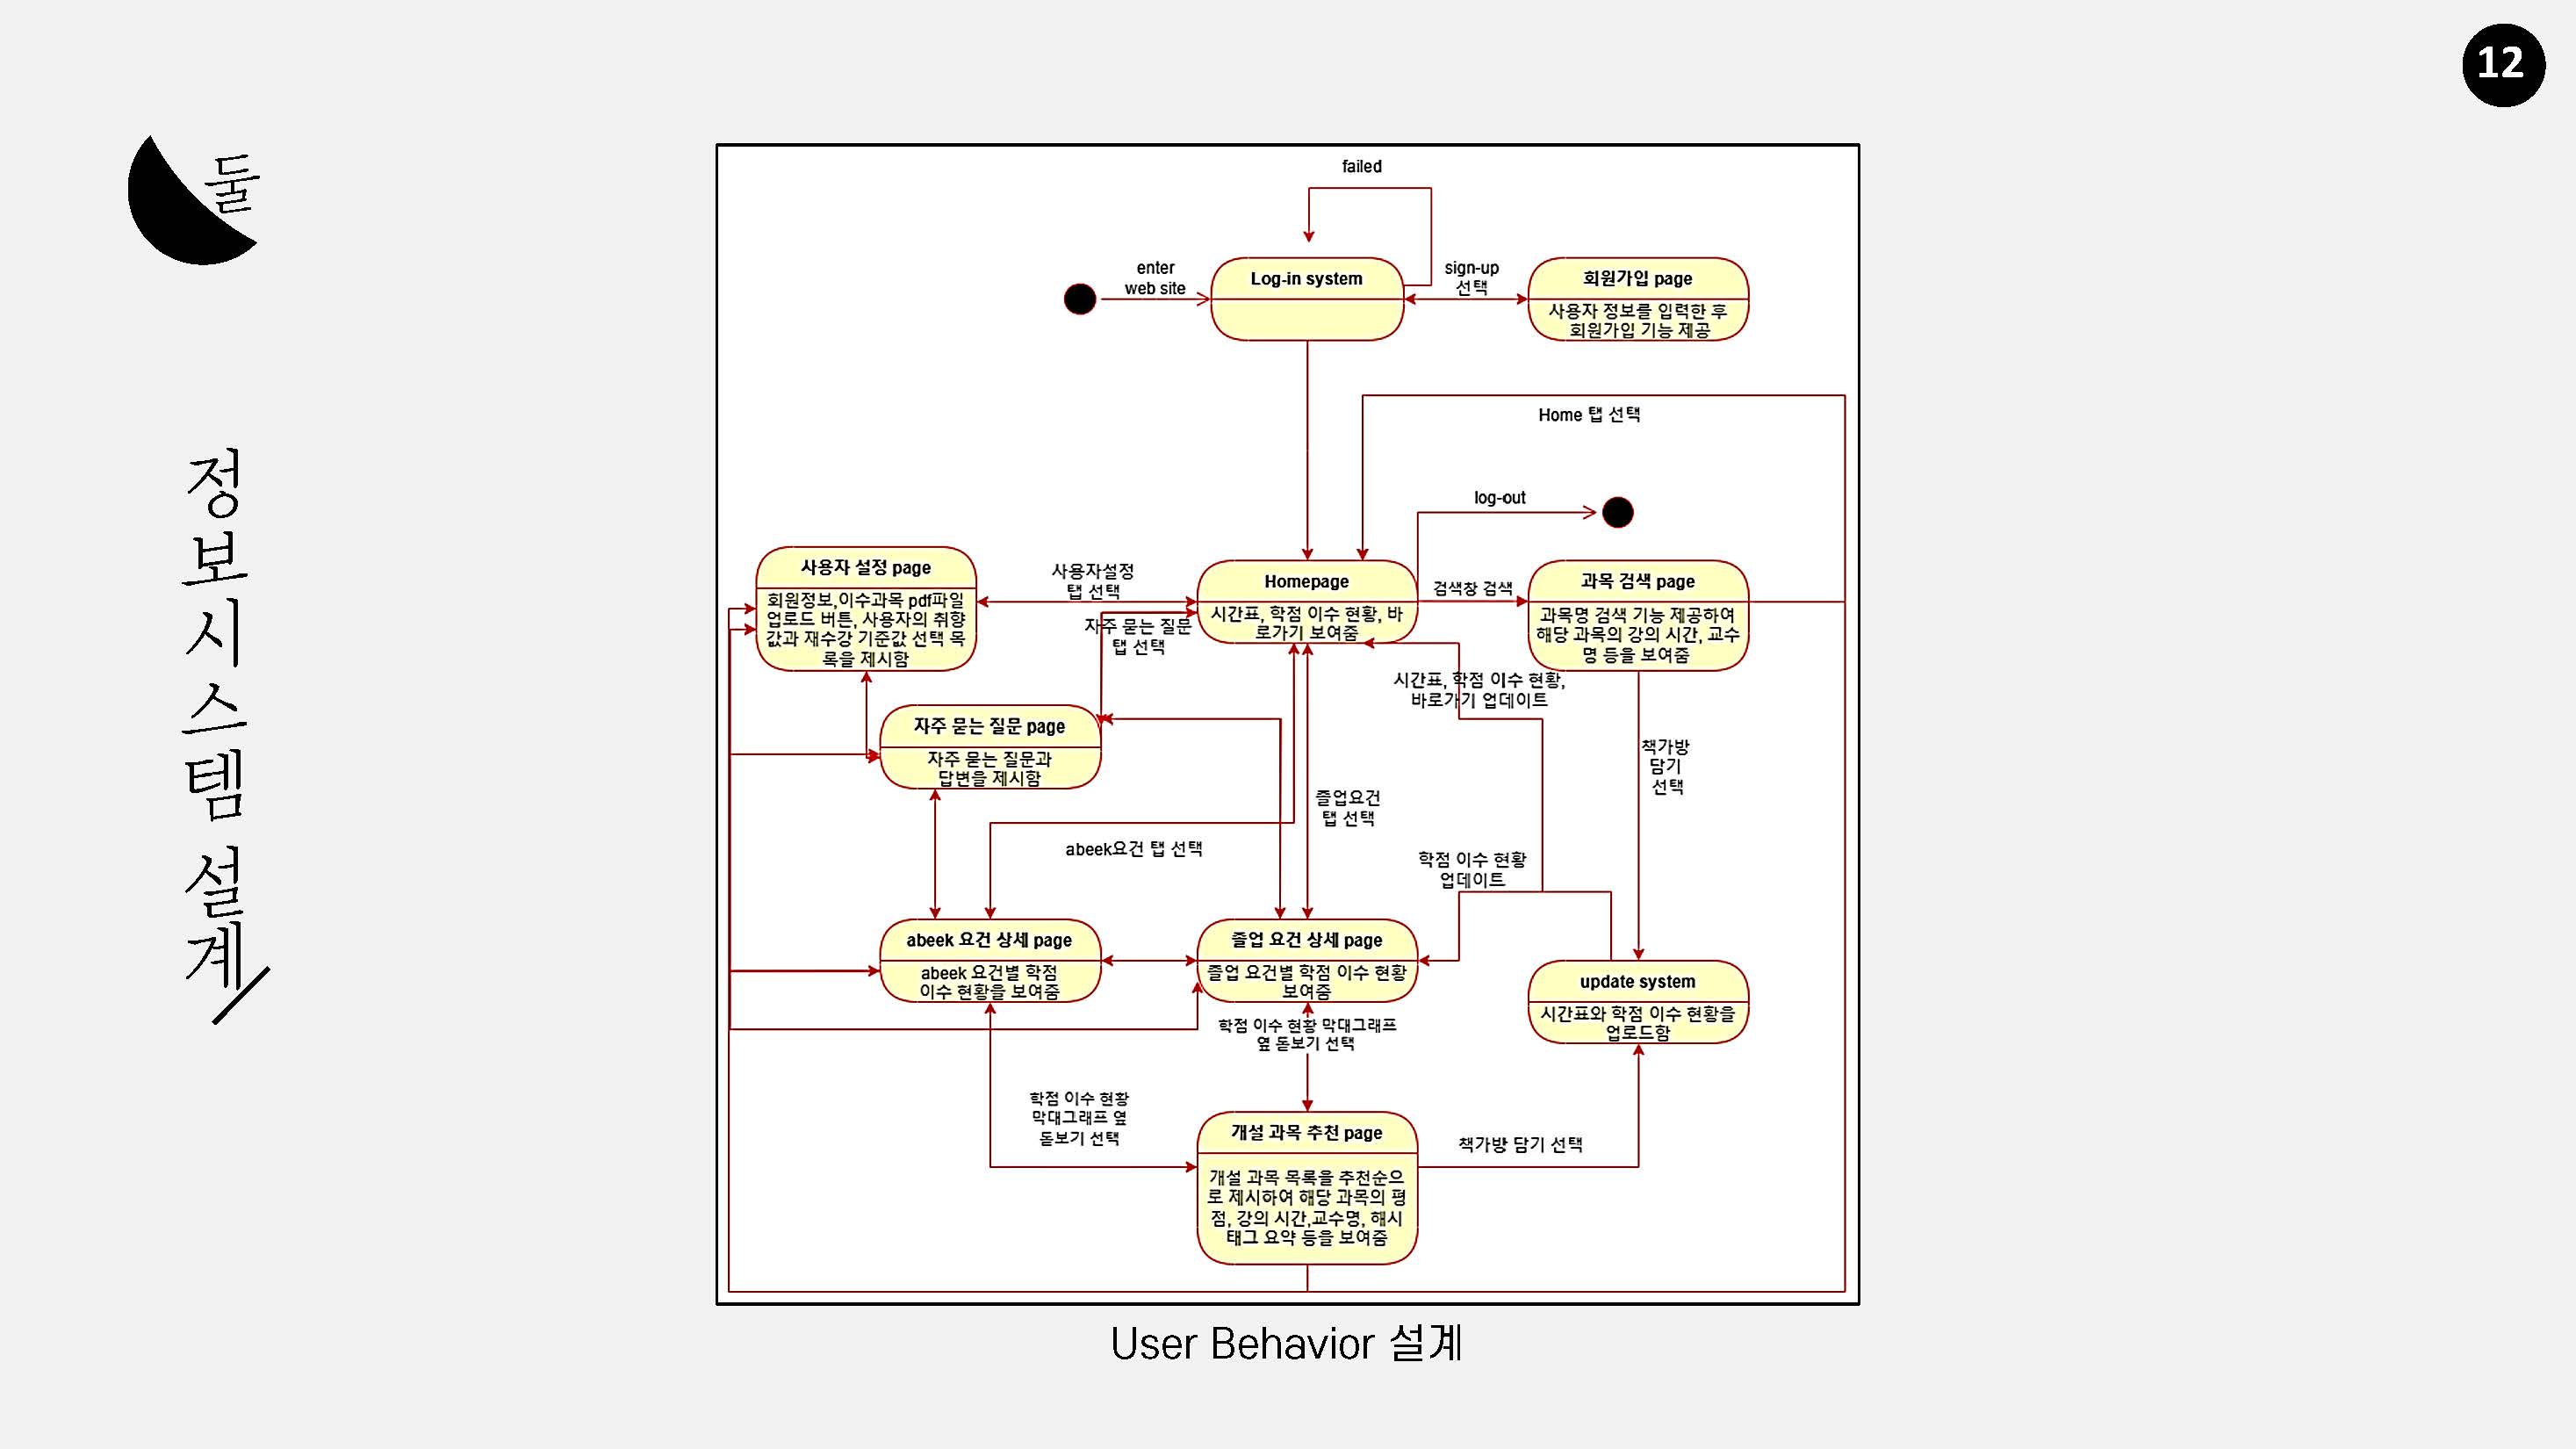 12
둘
정보시스템 설계
failed
enter
web site
Log-in system
sign-up
선택
회원가입 page
사용자 정보를 입력한 후
회원가입 기능 제공
Home 탭 선택
log-out
사용자 설정 page
회원정보,이수과목 pdf파일
업로드 버튼, 사용자의 취향
값과 재수강 기준값 선택 목
록을 제시함
사용자설정
탭 선택
Homepage
시간표, 학점 이수 현황, 바
로가기 보여줌
검색창 검색
과목 검색 page
과목명 검색 기능 제공하여
해당 과목의 강의 시간, 교수
명 등을 보여줌
자주 묻는 질문
탭 선택
시간표, 학점 이수 현황,
바로가기 업데이트
자주 묻는 질문 page
자주 묻는 질문과
답변을 제시함
책가방
담기
선택
졸업요건
탭 선택
abeek요건 탭 선택
학점 이수 현황
업데이트
abeek 요건 상세 page
abeek 요건별 학점
이수 현황을 보여줌
졸업 요건 상세 page
졸업 요건별 학점 이수 현황
보여줌
update system
시간표와 학점 이수 현황을
업로드함
학점 이수 현황 막대그래프
옆 돋보기 선택
학점 이수 현황
막대그래프 옆
돋보기 선택
개설 과목 추천 page
개설 과목 목록을 추천순으
로 제시하여 해당 과목의 평
점, 강의 시간,교수명, 해시
태그 요약 등을 보여줌
책가방 담기 선택
User Behavior 설계